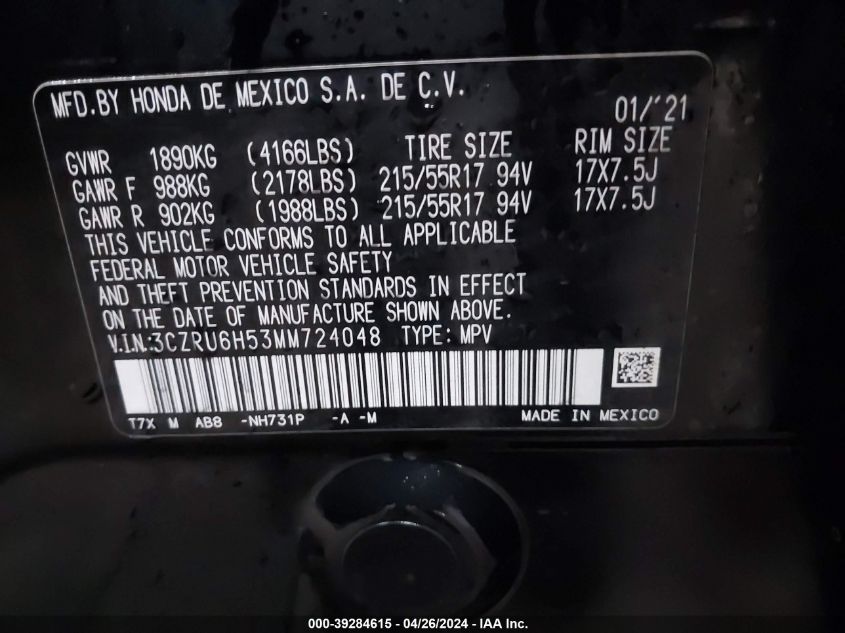 MFD.BY HONDA DE MEXICO S.A. DE C.V.
01/'21
GVWR 1890KG (4166LBS) TIRE SIZE RIM SIZE
GAWR F 988KG (2178LBS) 215/55R17 94V 17X7.5J
GAWR R 902KG (1988LBS) 215/55R17 94V 17X7.5J
THIS VEHICLE CONFORMS TO ALL APPLICABLE
FEDERAL MOTOR VEHICLE SAFETY
AND THEFT PREVENTION STANDARDS IN EFFECT
ON THE DATE OF MANUFACTURE SHOWN ABOVE.
V.I.N.:3CZRU6H53MM724048 TYPE: MPV
T7X M AB8 -NH731P -A -M MADE IN MEXICO
000-39284615 - 04/26/2024 - IAA Inc.